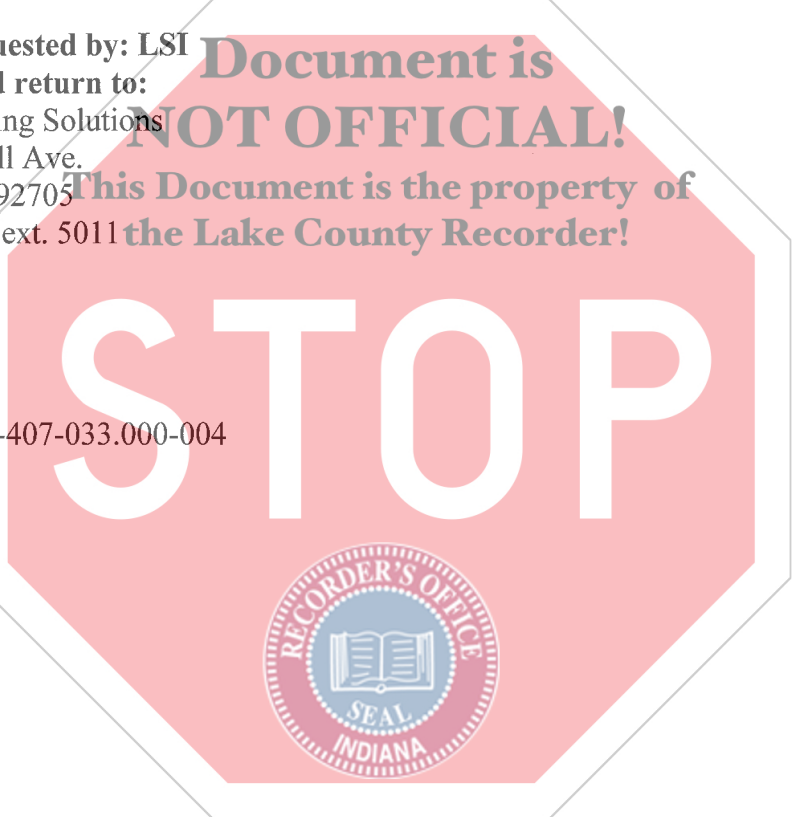 uested by: LSI
d return to:
ing Solutions
ll Ave.
92705
ext. 5011
Document is
NOT OFFICIAL!
This Document is the property of
the Lake County Recorder!
STOP
-407-033.000-004
RECORDER'S OFFICE
SEAL
INDIANA